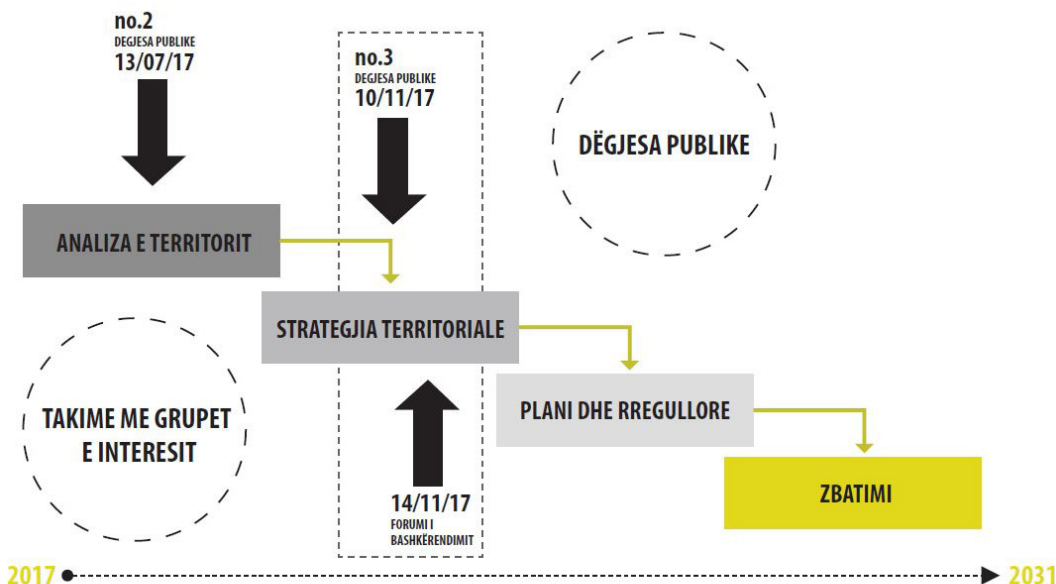 no.2
DEGJESA PUBLIKE
13/07/17
no.3
DEGJESA PUBLIKE
10/11/17
DËGJESA PUBLIKE
ANALIZA E TERRITORIT
STRATEGJIA TERRITORIALE
PLANI DHE RREGULLORE
TAKIME ME GRUPET
E INTERESIT
ZBATIMI
14/11/17
FORUMI I
BASHKËRENDIMIT
2017
2031